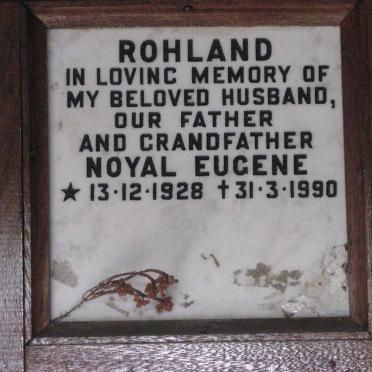 ROHLAND
IN LOVING MEMORY OF
MY BELOVED HUSBAND,
OUR FATHER
AND GRANDFATHER
NOYAL EUGENE
★ 13·12·1928 ✝ 31·3·1990